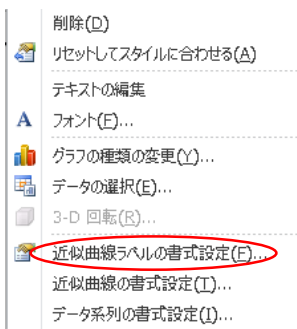 削除(D)
リセットしてスタイルに合わせる(A)
テキストの編集
フォント(F)...
グラフの種類の変更(Y)...
データの選択(E)...
3-D 回転(R)...
近似曲線ラベルの書式設定(F)...
近似曲線の書式設定(T)...
データ系列の書式設定(I)...